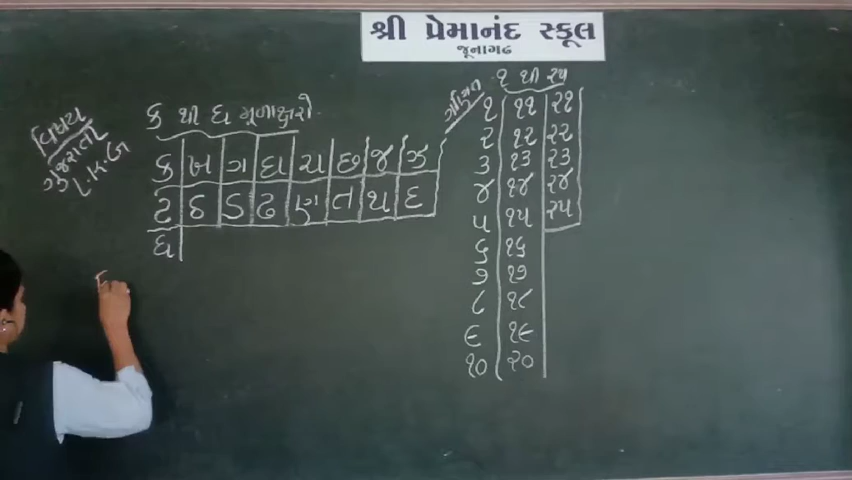 શ્રી પ્રેમાનંદ સ્કૂલ
જૂનાગઢ
વિષય
ગુજરાતી
L.K.G
ક થી ધ મૂળાક્ષરો
ક ખ ગ ઘ ચ છ જ ઝ
ટ ઠ ડ ઢ ણ ત થ દ
ધ
ગણિત
૧ થી ૨૫
૧ ૧૧ ૨૧
૨ ૧૨ ૨૨
૩ ૧૩ ૨૩
૪ ૧૪ ૨૪
૫ ૧૫ ૨૫
૬ ૧૬
૭ ૧૭
૮ ૧૮
૯ ૧૯
૧૦ ૨૦